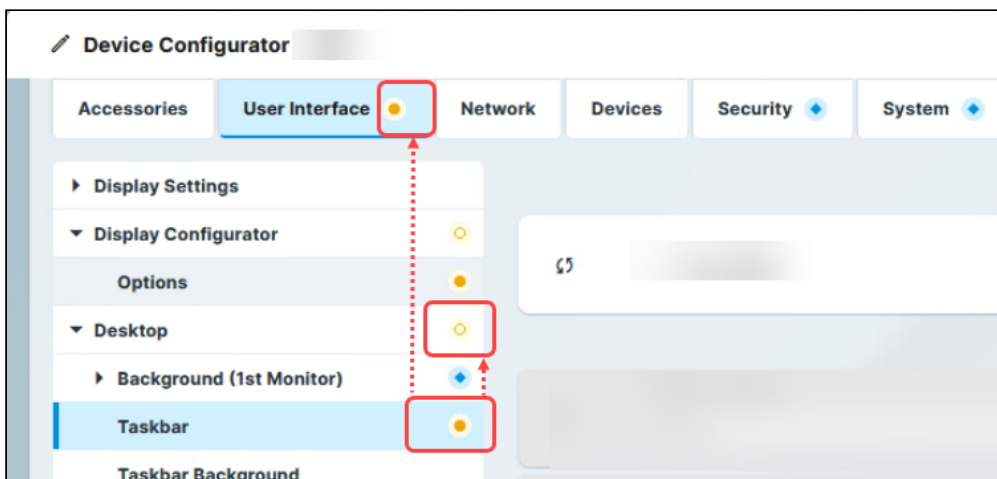 Device Configurator
Accessories User Interface Network Devices Security System
Display Settings
Display Configurator
Options
Desktop
Background (1st Monitor)
Taskbar
Taskbar Background